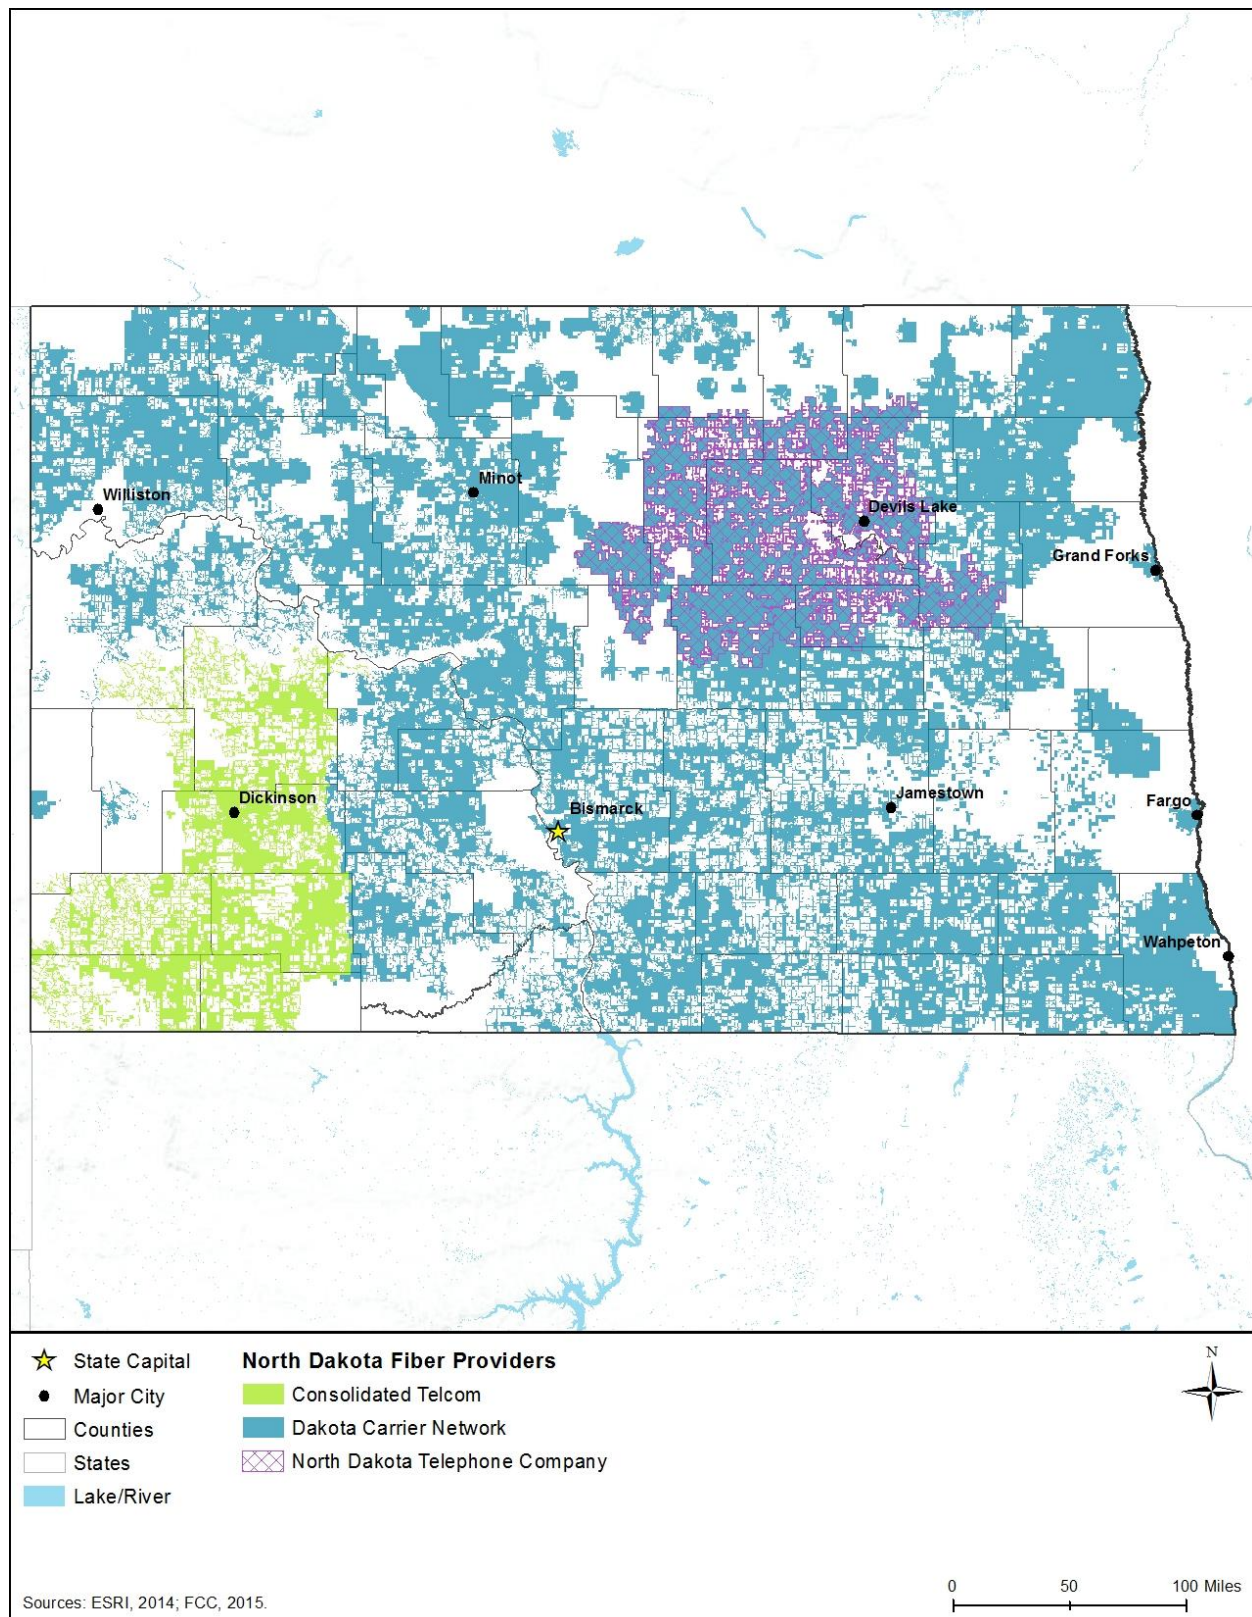 Williston
Minot
Devils Lake
Grand Forks
Dickinson
Bismarck
Jamestown
Fargo
Wahpeton
State Capital
Major City
Counties
States
Lake/River
North Dakota Fiber Providers
Consolidated Telcom
Dakota Carrier Network
North Dakota Telephone Company
N
0 50 100 Miles
Sources: ESRI, 2014; FCC, 2015.